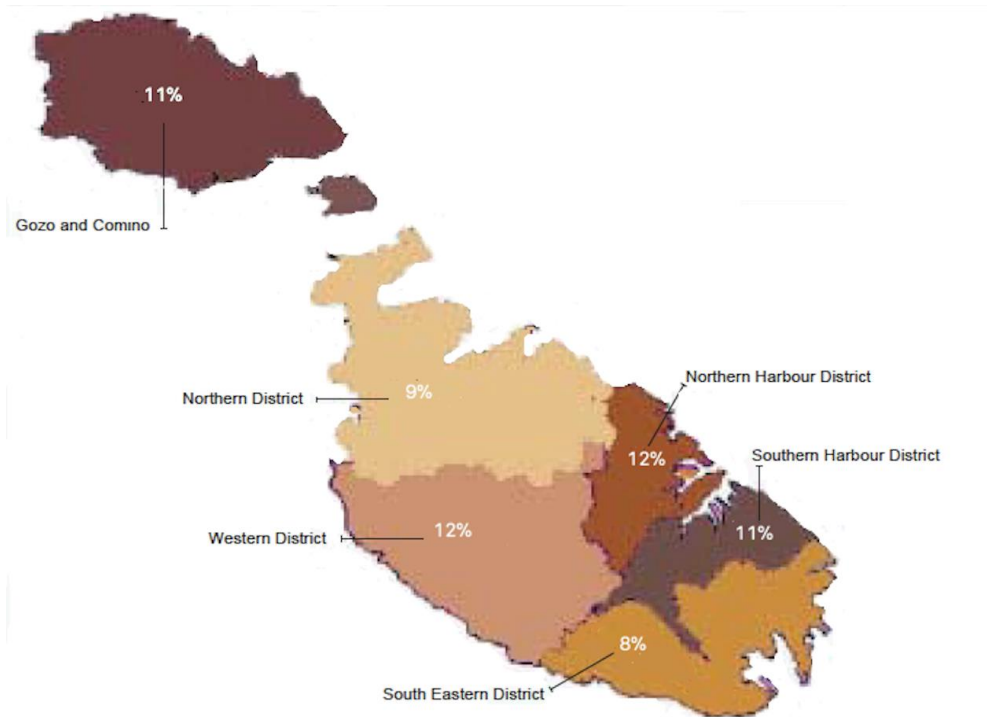 11%
Gozo and Comino
Northern District
9%
Northern Harbour District
12%
Southern Harbour District
11%
Western District
12%
8%
South Eastern District